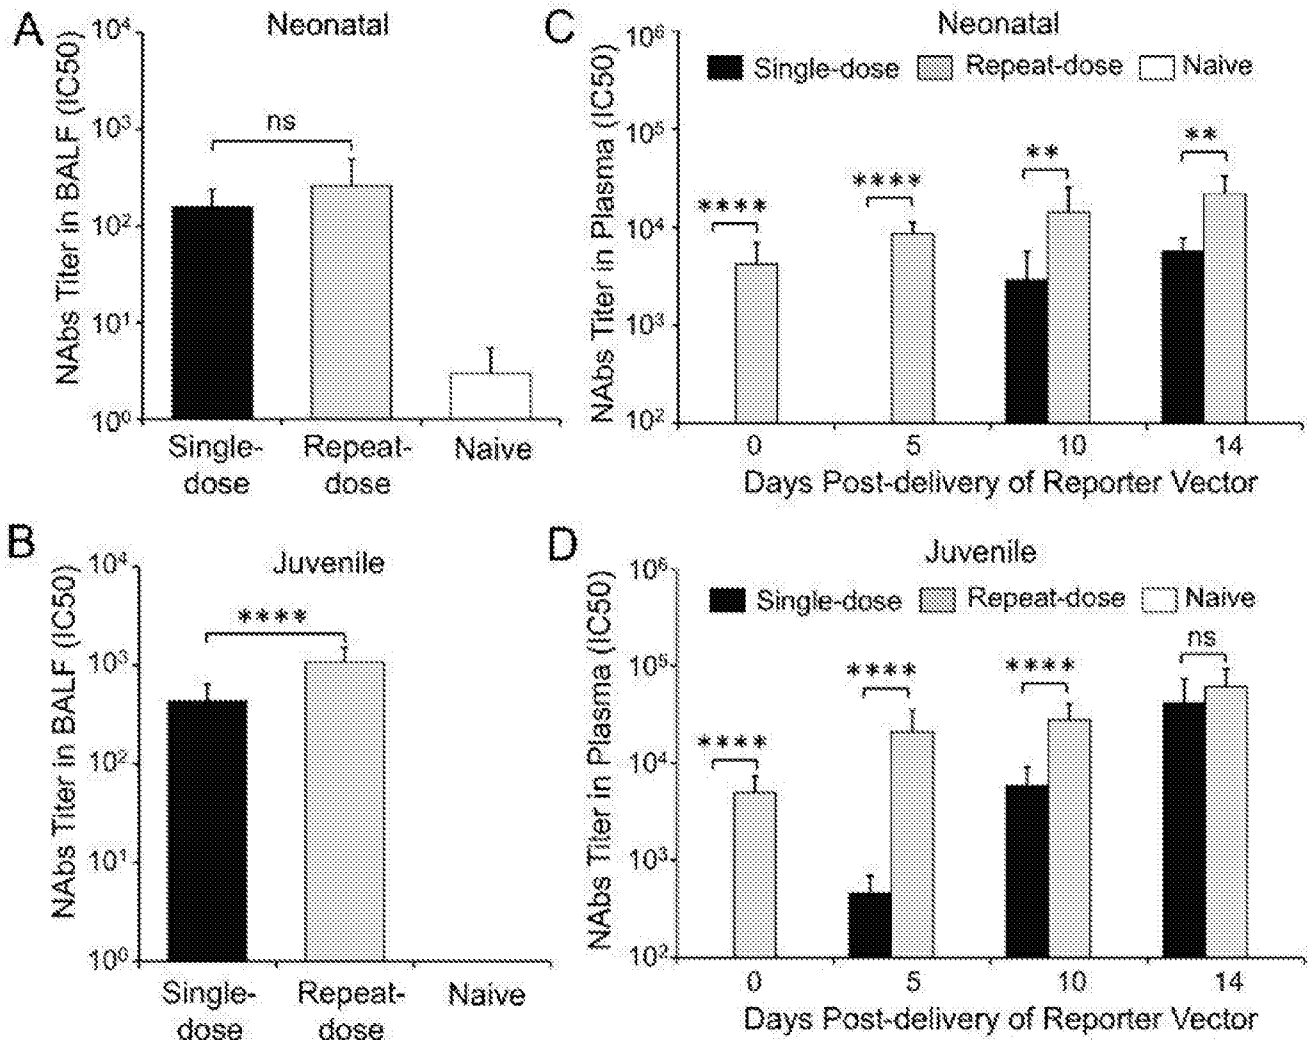 A
Neonatal
NAbs Titer in BALF (IC50)
10⁴
10³
10²
10¹
10⁰
ns
Single-dose
Repeat-dose
Naive
C
Neonatal
NAbs Titer in Plasma (IC50)
10⁶
10⁵
10⁴
10³
10²
Single-dose Repeat-dose Naive
****
****
**
**
0 5 10 14
Days Post-delivery of Reporter Vector
B
Juvenile
NAbs Titer in BALF (IC50)
10⁴
10³
10²
10¹
10⁰
****
Single-dose
Repeat-dose
Naive
D
Juvenile
NAbs Titer in Plasma (IC50)
10⁶
10⁵
10⁴
10³
10²
Single-dose Repeat-dose Naive
****
****
****
ns
0 5 10 14
Days Post-delivery of Reporter Vector